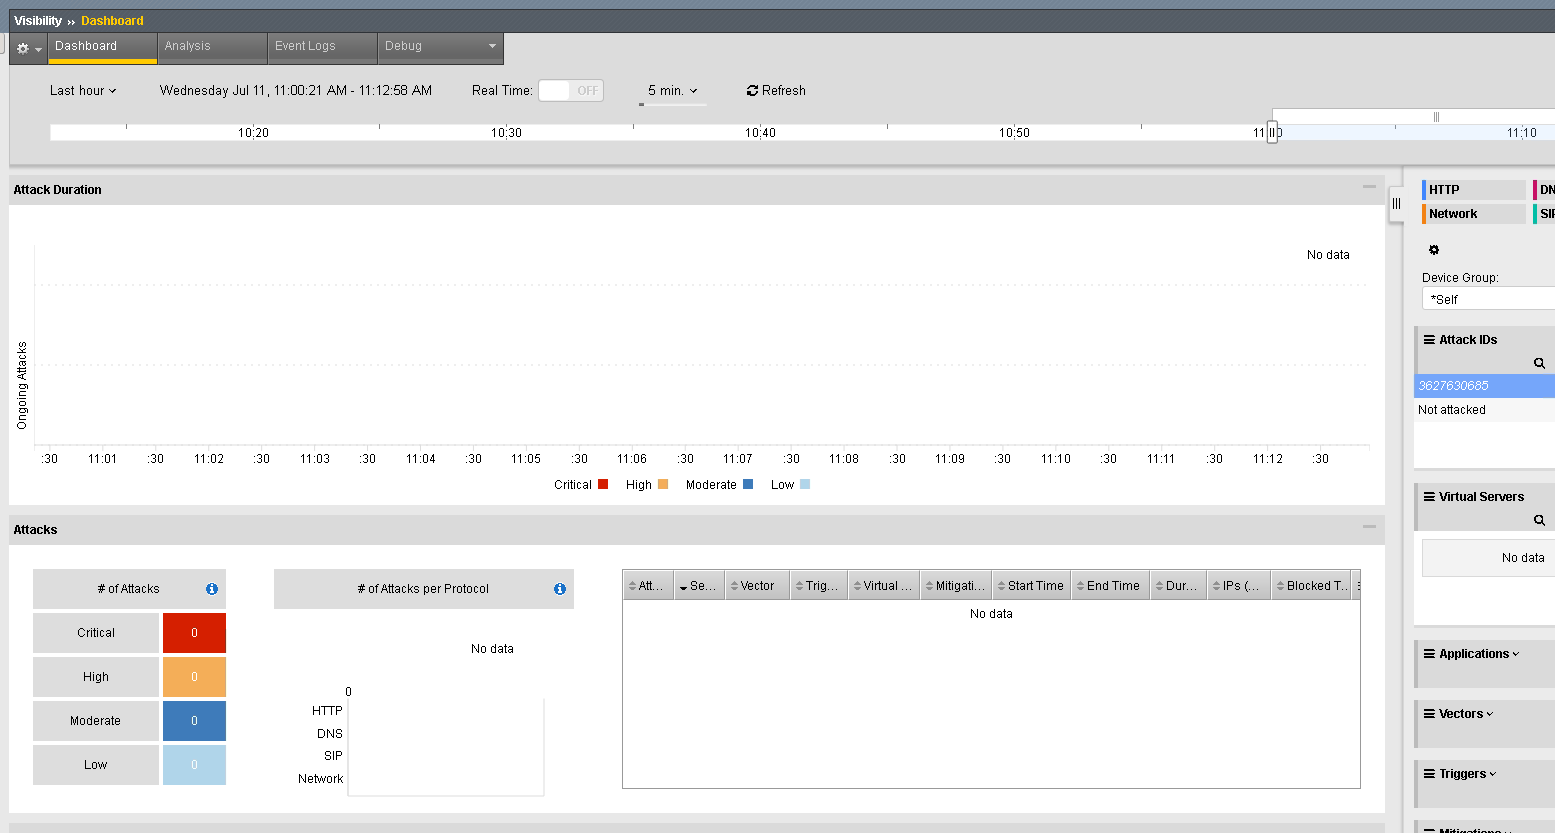 Visibility ›› Dashboard
Dashboard Analysis Event Logs Debug
Last hour Wednesday Jul 11, 11:00:21 AM - 11:12:58 AM Real Time: OFF 5 min. Refresh
10:20 10:30 10:40 10:50 11:10
Attack Duration
No data
Ongoing Attacks
:30 11:01 :30 11:02 :30 11:03 :30 11:04 :30 11:05 :30 11:06 :30 11:07 :30 11:08 :30 11:09 :30 11:10 :30 11:11 :30 11:12 :30
Critical High Moderate Low
Attacks
# of Attacks
Critical 0
High 0
Moderate 0
Low 0
# of Attacks per Protocol
No data
0
HTTP
DNS
SIP
Network
Att... Se... Vector Trig... Virtual ... Mitigati... Start Time End Time Dur... IPs (... Blocked T...
No data
HTTP DN
Network SIP
Device Group:
*Self
Attack IDs
3627630685
Not attacked
Virtual Servers
No data
Applications
Vectors
Triggers
Mitigations